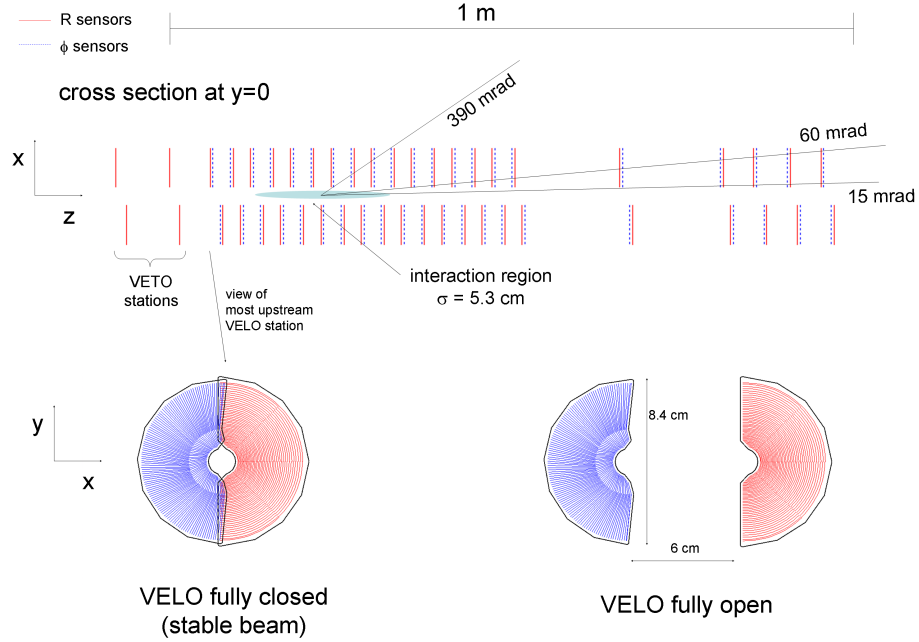 R sensors
1 m
ϕ sensors
cross section at y=0
390 mrad
60 mrad
x
z
15 mrad
VETO
stations
interaction region
σ = 5.3 cm
view of
most upstream
VELO station
y
x
8.4 cm
6 cm
VELO fully closed
(stable beam)
VELO fully open